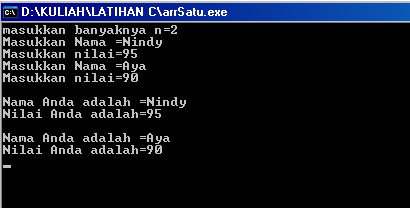 D:\KULIAH\LATIHAN C\arrSatu.exe
masukkan banyaknya n=2
Masukkan Nama =Nindy
Masukkan nilai=95
Masukkan Nama =Aya
Masukkan nilai=90
Nama Anda adalah =Nindy
Nilai Anda adalah=95
Nama Anda adalah =Aya
Nilai Anda adalah=90